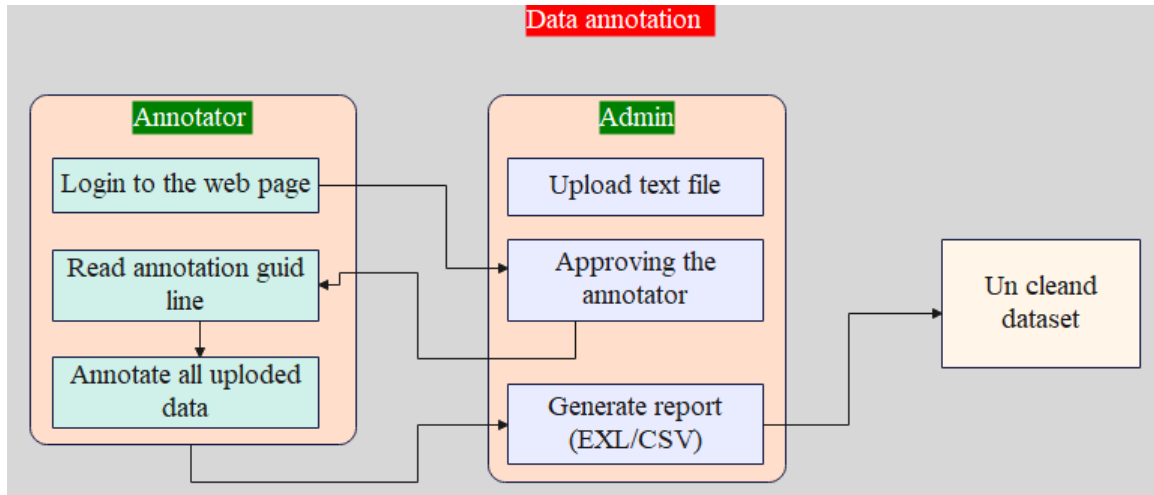 Data annotation
Annotator
Login to the web page
Read annotation guid
line
Annotate all uploded
data
Admin
Upload text file
Approving the
annotator
Generate report
(EXL/CSV)
Un cleand
dataset